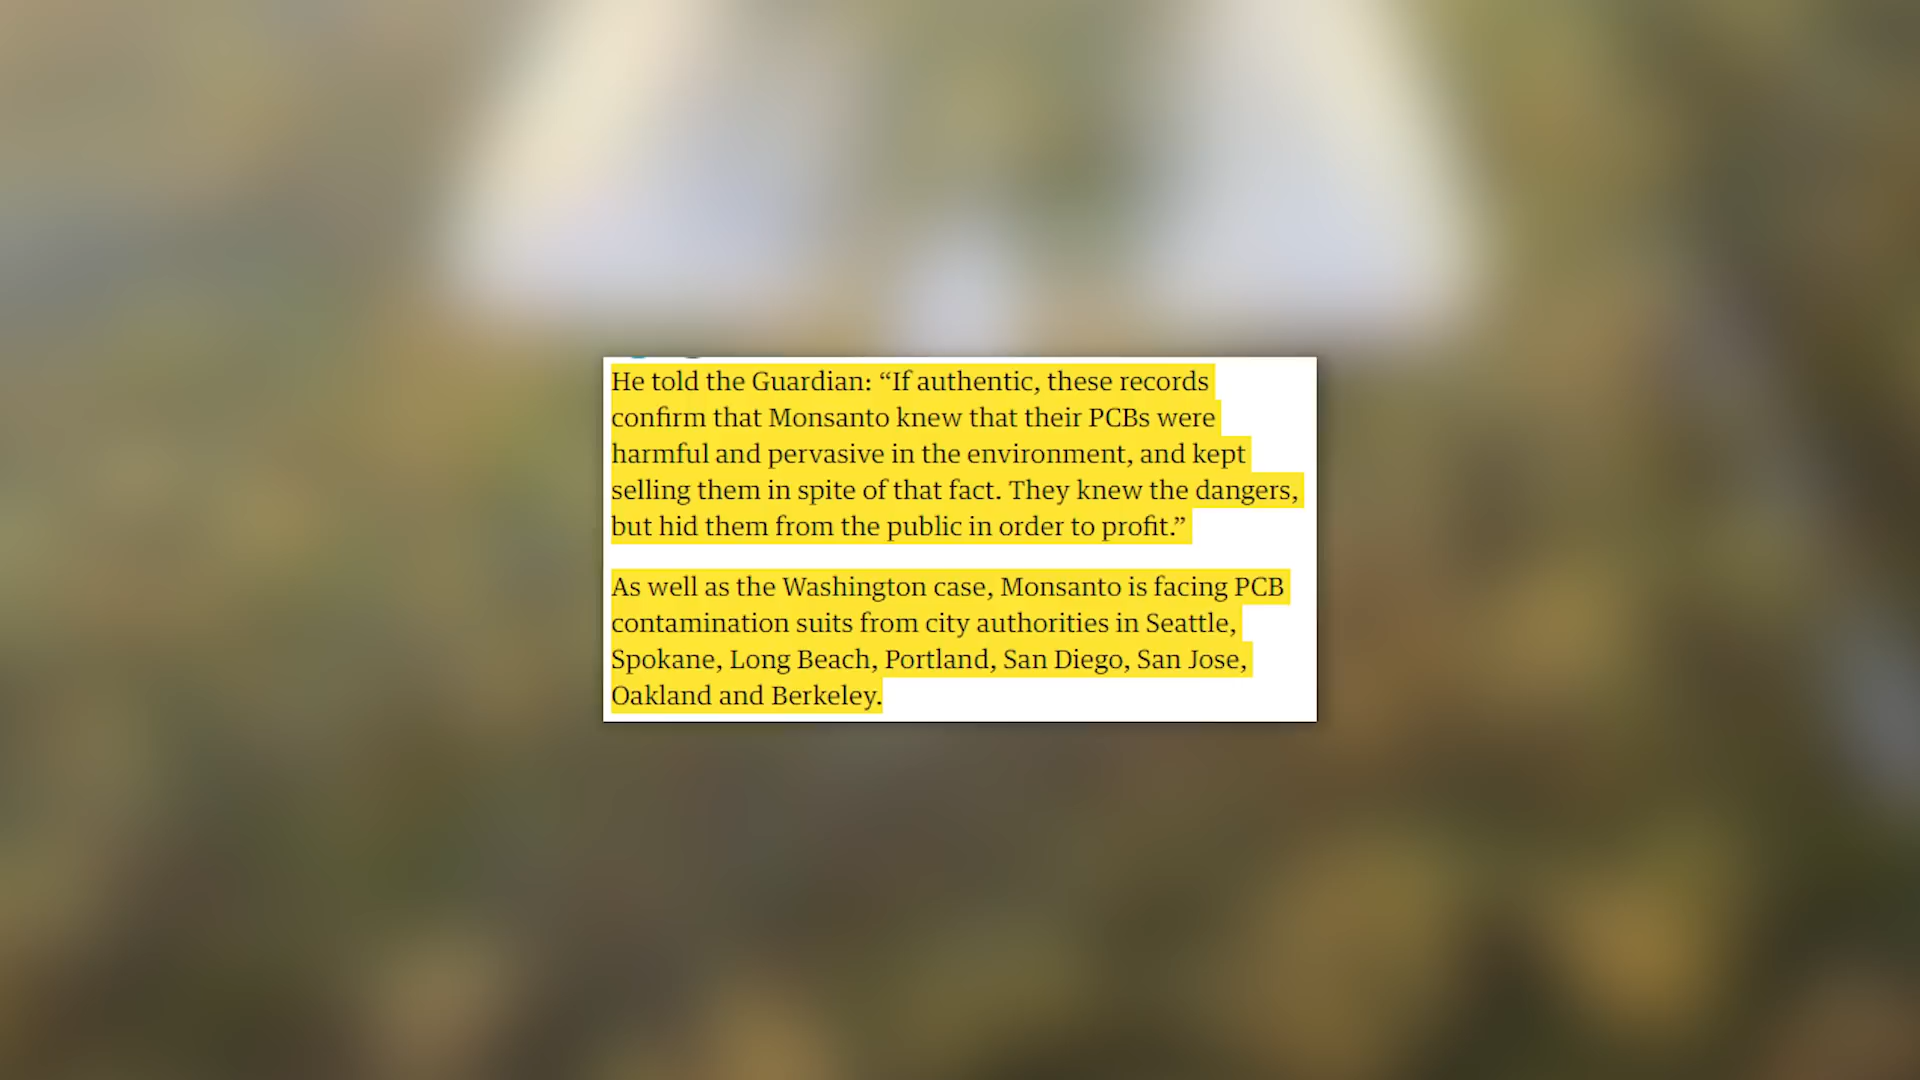 He told the Guardian: “If authentic, these records
confirm that Monsanto knew that their PCBs were
harmful and pervasive in the environment, and kept
selling them in spite of that fact. They knew the dangers,
but hid them from the public in order to profit.”
As well as the Washington case, Monsanto is facing PCB
contamination suits from city authorities in Seattle,
Spokane, Long Beach, Portland, San Diego, San Jose,
Oakland and Berkeley.